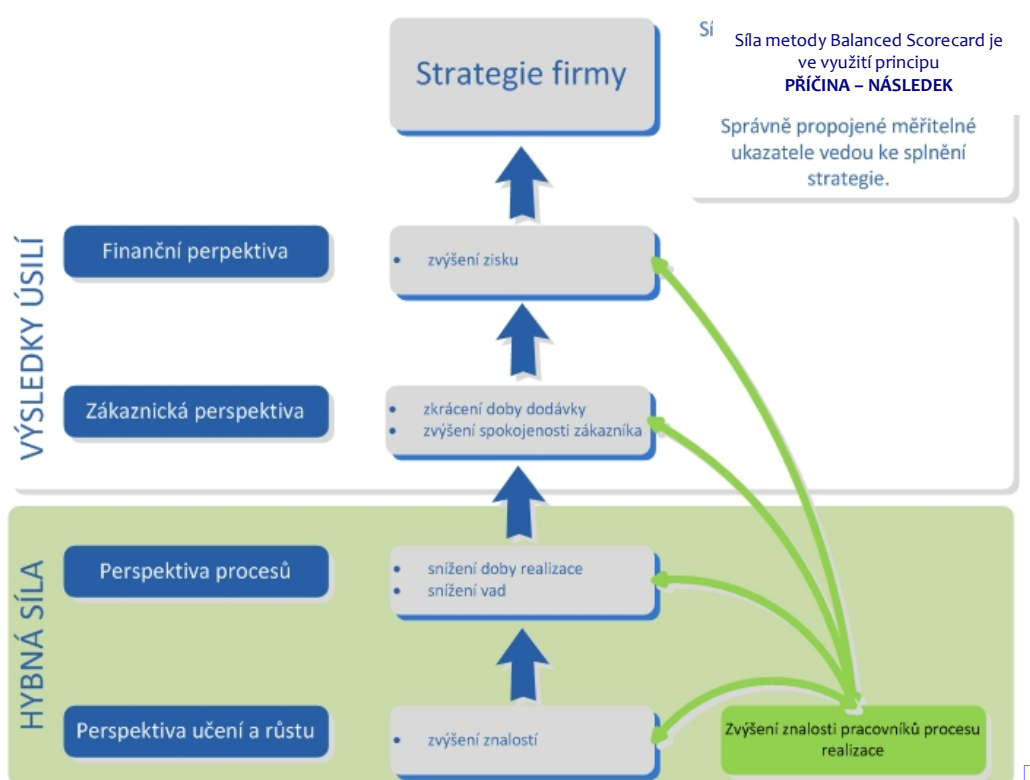 Strategie firmy
Sí
Síla metody Balanced Scorecard je
ve využití principu
PŘÍČINA – NÁSLEDEK
Správně propojené měřitelné
ukazatele vedou ke splnění
strategie.
VÝSLEDKY ÚSILÍ
Finanční perpektiva
• zvýšení zisku
Zákaznická perspektiva
• zkrácení doby dodávky
• zvýšení spokojenosti zákazníka
HYBNÁ SÍLA
Perspektiva procesů
• snížení doby realizace
• snížení vad
Perspektiva učení a růstu
• zvýšení znalostí
Zvýšení znalosti pracovníků procesu
realizace